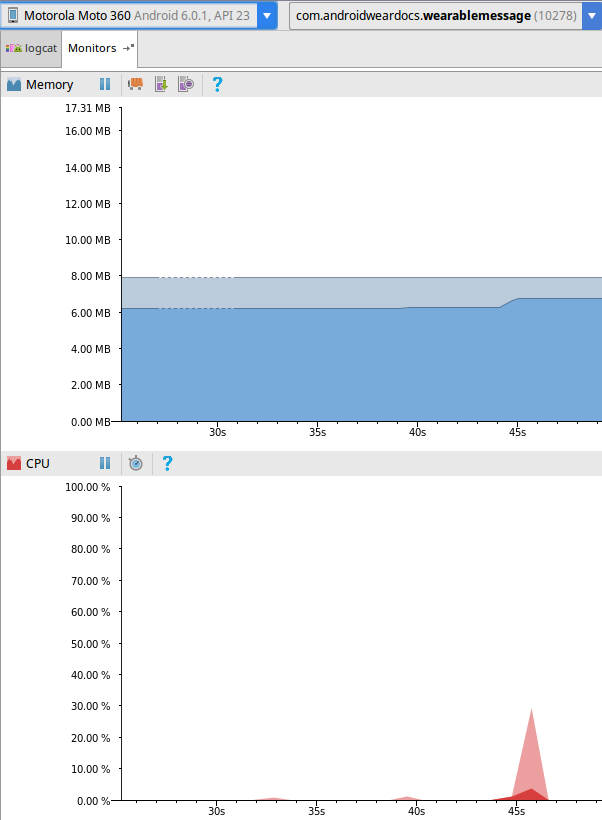 Motorola Moto 360 Android 6.0.1, API 23 com.androidweardocs.wearablemessage (10278)
logcat Monitors
Memory ?
17.31 MB
16.00 MB
14.00 MB
12.00 MB
10.00 MB
8.00 MB
6.00 MB
4.00 MB
2.00 MB
0.00 MB
30s 35s 40s 45s
CPU ?
100.00 %
90.00 %
80.00 %
70.00 %
60.00 %
50.00 %
40.00 %
30.00 %
20.00 %
10.00 %
0.00 %
30s 35s 40s 45s